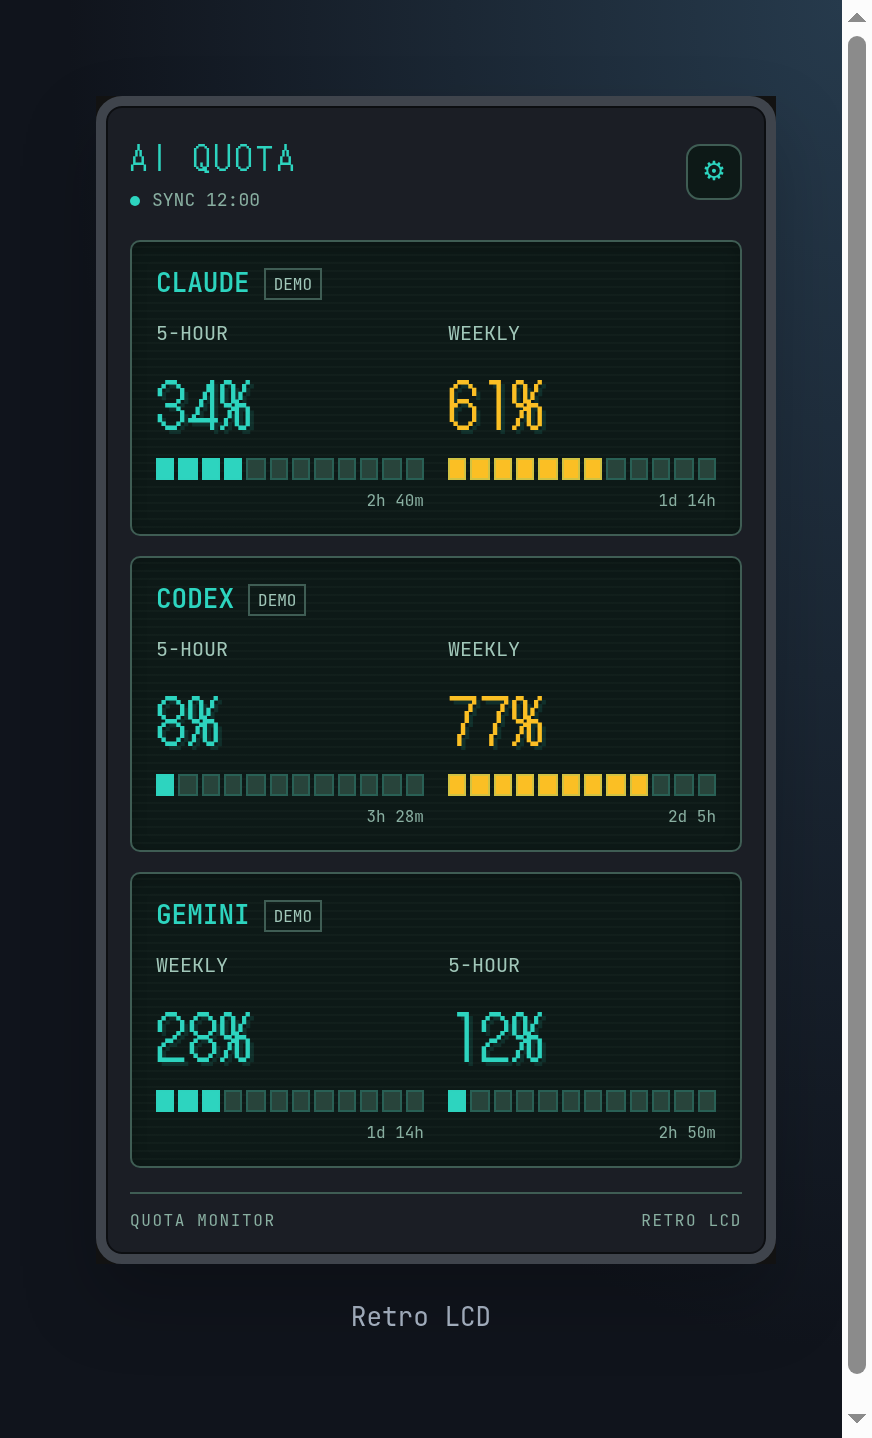 AI QUOTA
SYNC 12:00
CLAUDE DEMO
5-HOUR WEEKLY
34% 61%
2h 40m 1d 14h
CODEX DEMO
5-HOUR WEEKLY
8% 77%
3h 28m 2d 5h
GEMINI DEMO
WEEKLY 5-HOUR
28% 12%
1d 14h 2h 50m
QUOTA MONITOR RETRO LCD
Retro LCD